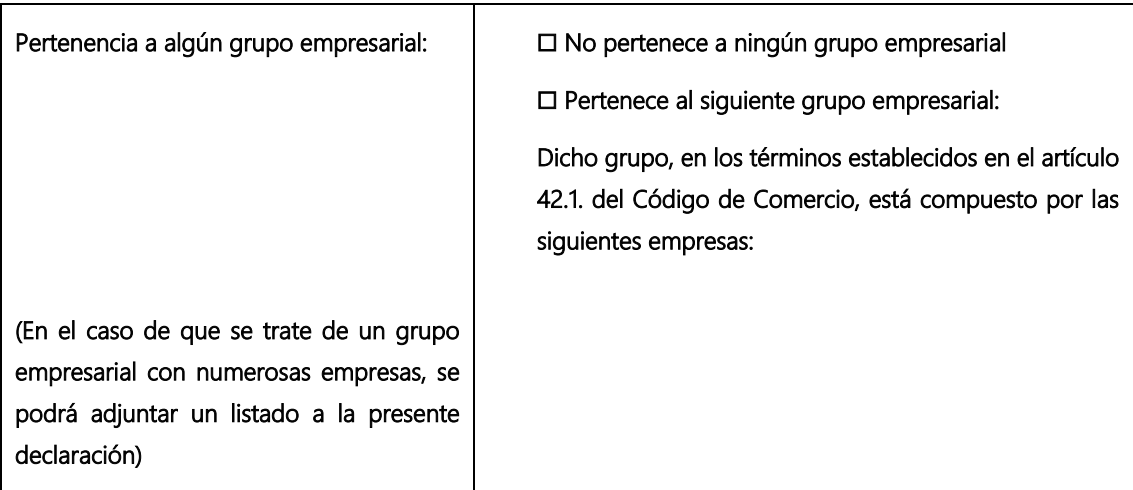 Pertenencia a algún grupo empresarial:
(En el caso de que se trate de un grupo
empresarial con numerosas empresas, se
podrá adjuntar un listado a la presente
declaración)
☐ No pertenece a ningún grupo empresarial
☐ Pertenece al siguiente grupo empresarial:
Dicho grupo, en los términos establecidos en el artículo
42.1. del Código de Comercio, está compuesto por las
siguientes empresas: